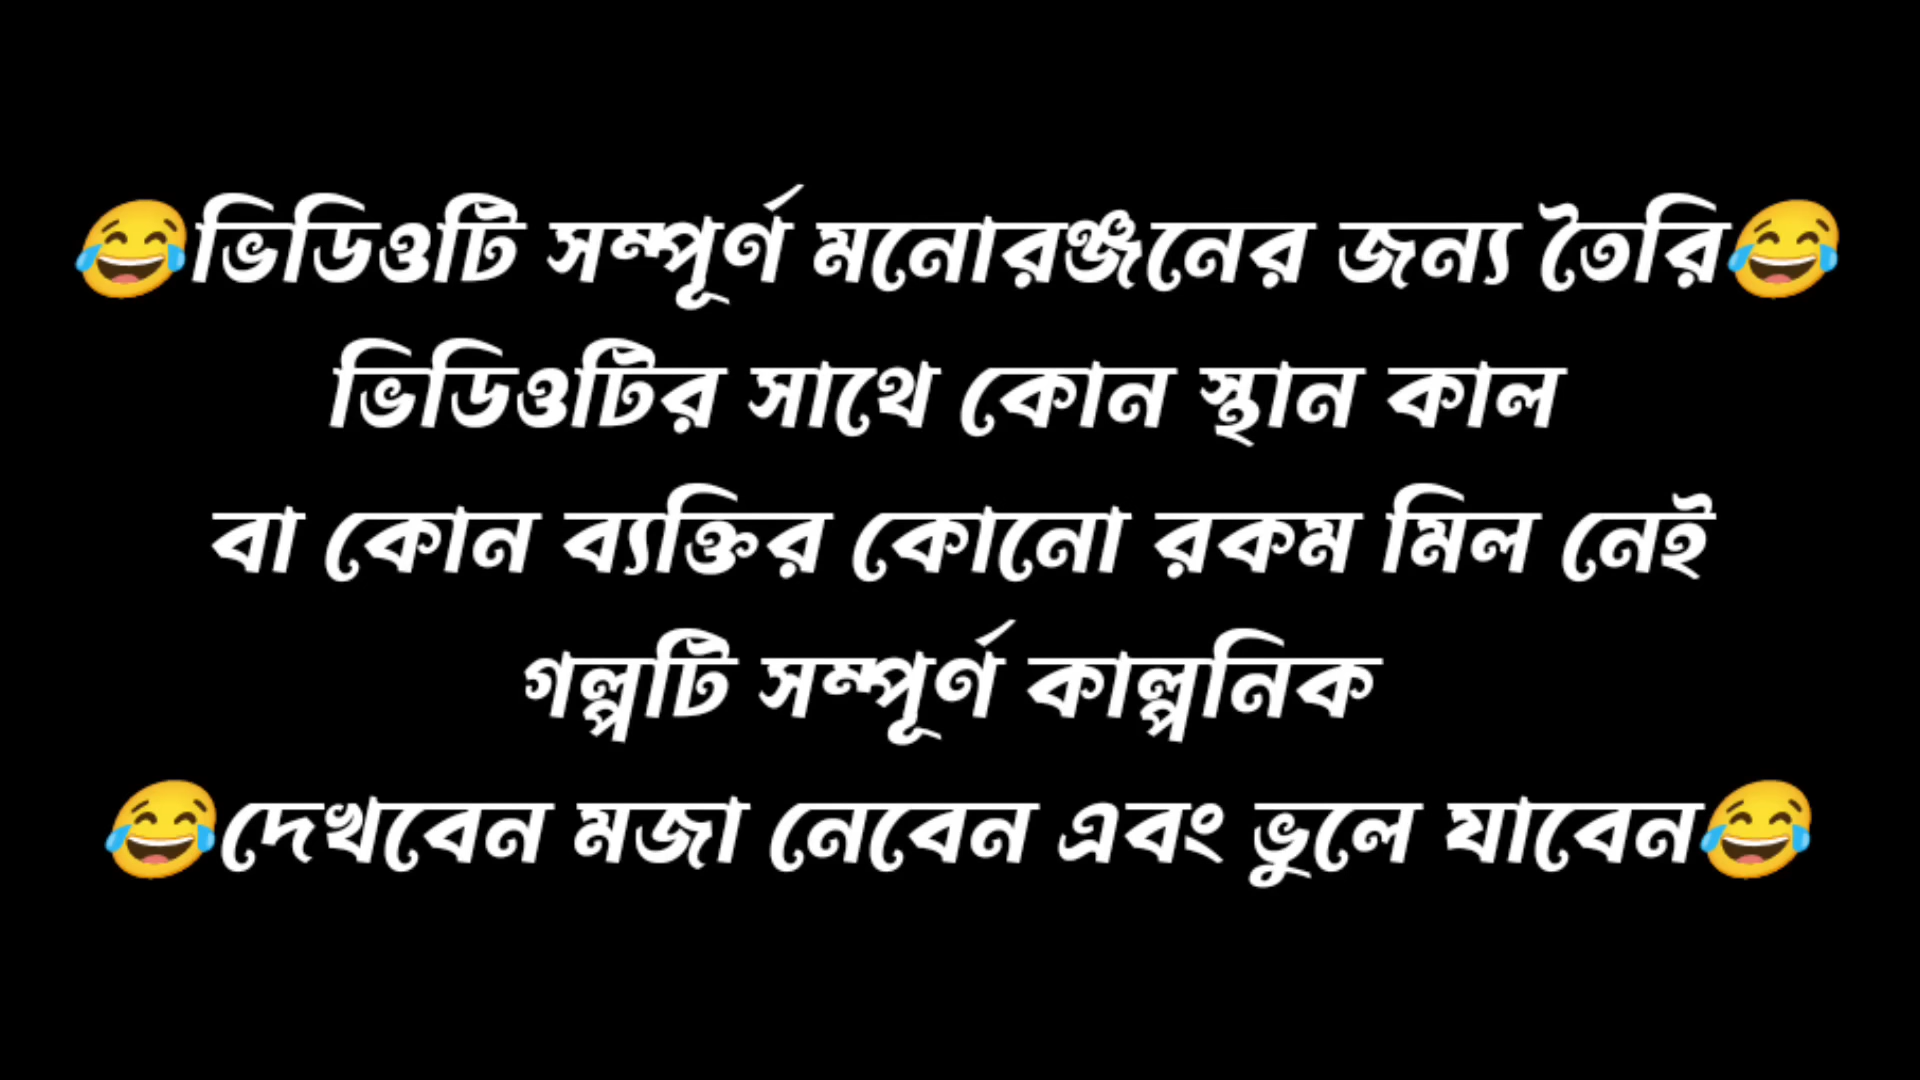 😂ভিডিওটি সম্পূর্ণ মনোরঞ্জনের জন্য তৈরি😂
ভিডিওটির সাথে কোন স্থান কাল
বা কোন ব্যক্তির কোনো রকম মিল নেই
গল্পটি সম্পূর্ণ কাল্পনিক
😂দেখবেন মজা নেবেন এবং ভুলে যাবেন😂